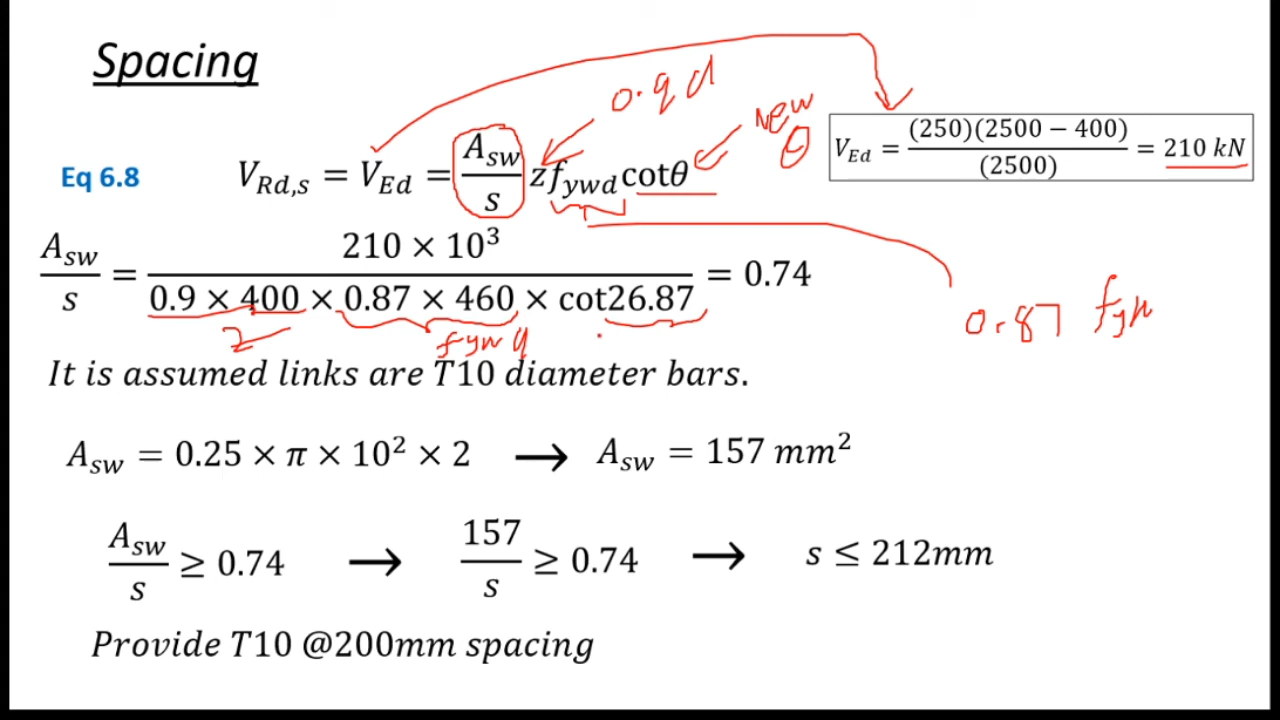 Spacing
0.9 d
New
θ
V_Ed = (250)(2500 − 400) / (2500) = 210 kN
Eq 6.8 V_Rd,s = V_Ed = A_sw / s z f_ywd cotθ
A_sw / s = 210 × 10³ / 0.9 × 400 × 0.87 × 460 × cot26.87 = 0.74
0.87
z
It is assumed links are T10 diameter bars.
A_sw = 0.25 × π × 10² × 2 → A_sw = 157 mm²
A_sw / s ≥ 0.74 → 157 / s ≥ 0.74 → s ≤ 212mm
Provide T10 @200mm spacing